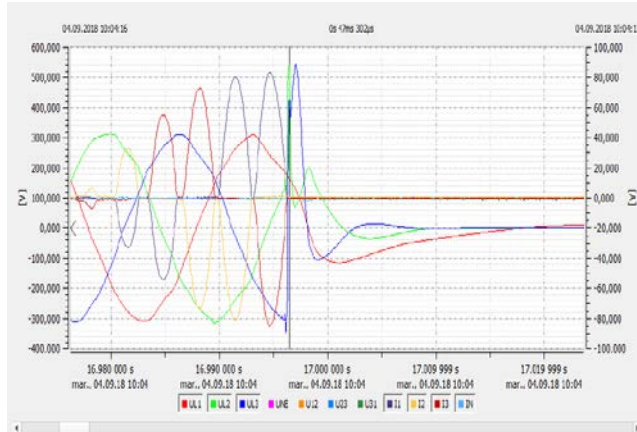 04.09.2018 10:04:16 0s 47ms 302µs 04.09.2018 10:04:1
600,000 100,000
500,000 80,000
400,000 60,000
300,000 40,000
200,000 20,000
100,000 0,000
0,000 -20,000
-100,000 -40,000
-200,000 -60,000
-300,000 -80,000
-400.000 -100.000
[V] [V]
16.980 000 s 16.990 000 s 17.000 000 s 17.009 999 s 17.019 999 s
mar., 04.09.18 10:04 mar., 04.09.18 10:04 mar., 04.09.18 10:04 mar., 04.09.18 10:04 mar., 04.09.18 10:04
UL1 UL2 UL3 UNE U12 U23 U31 I1 I2 I3 IN